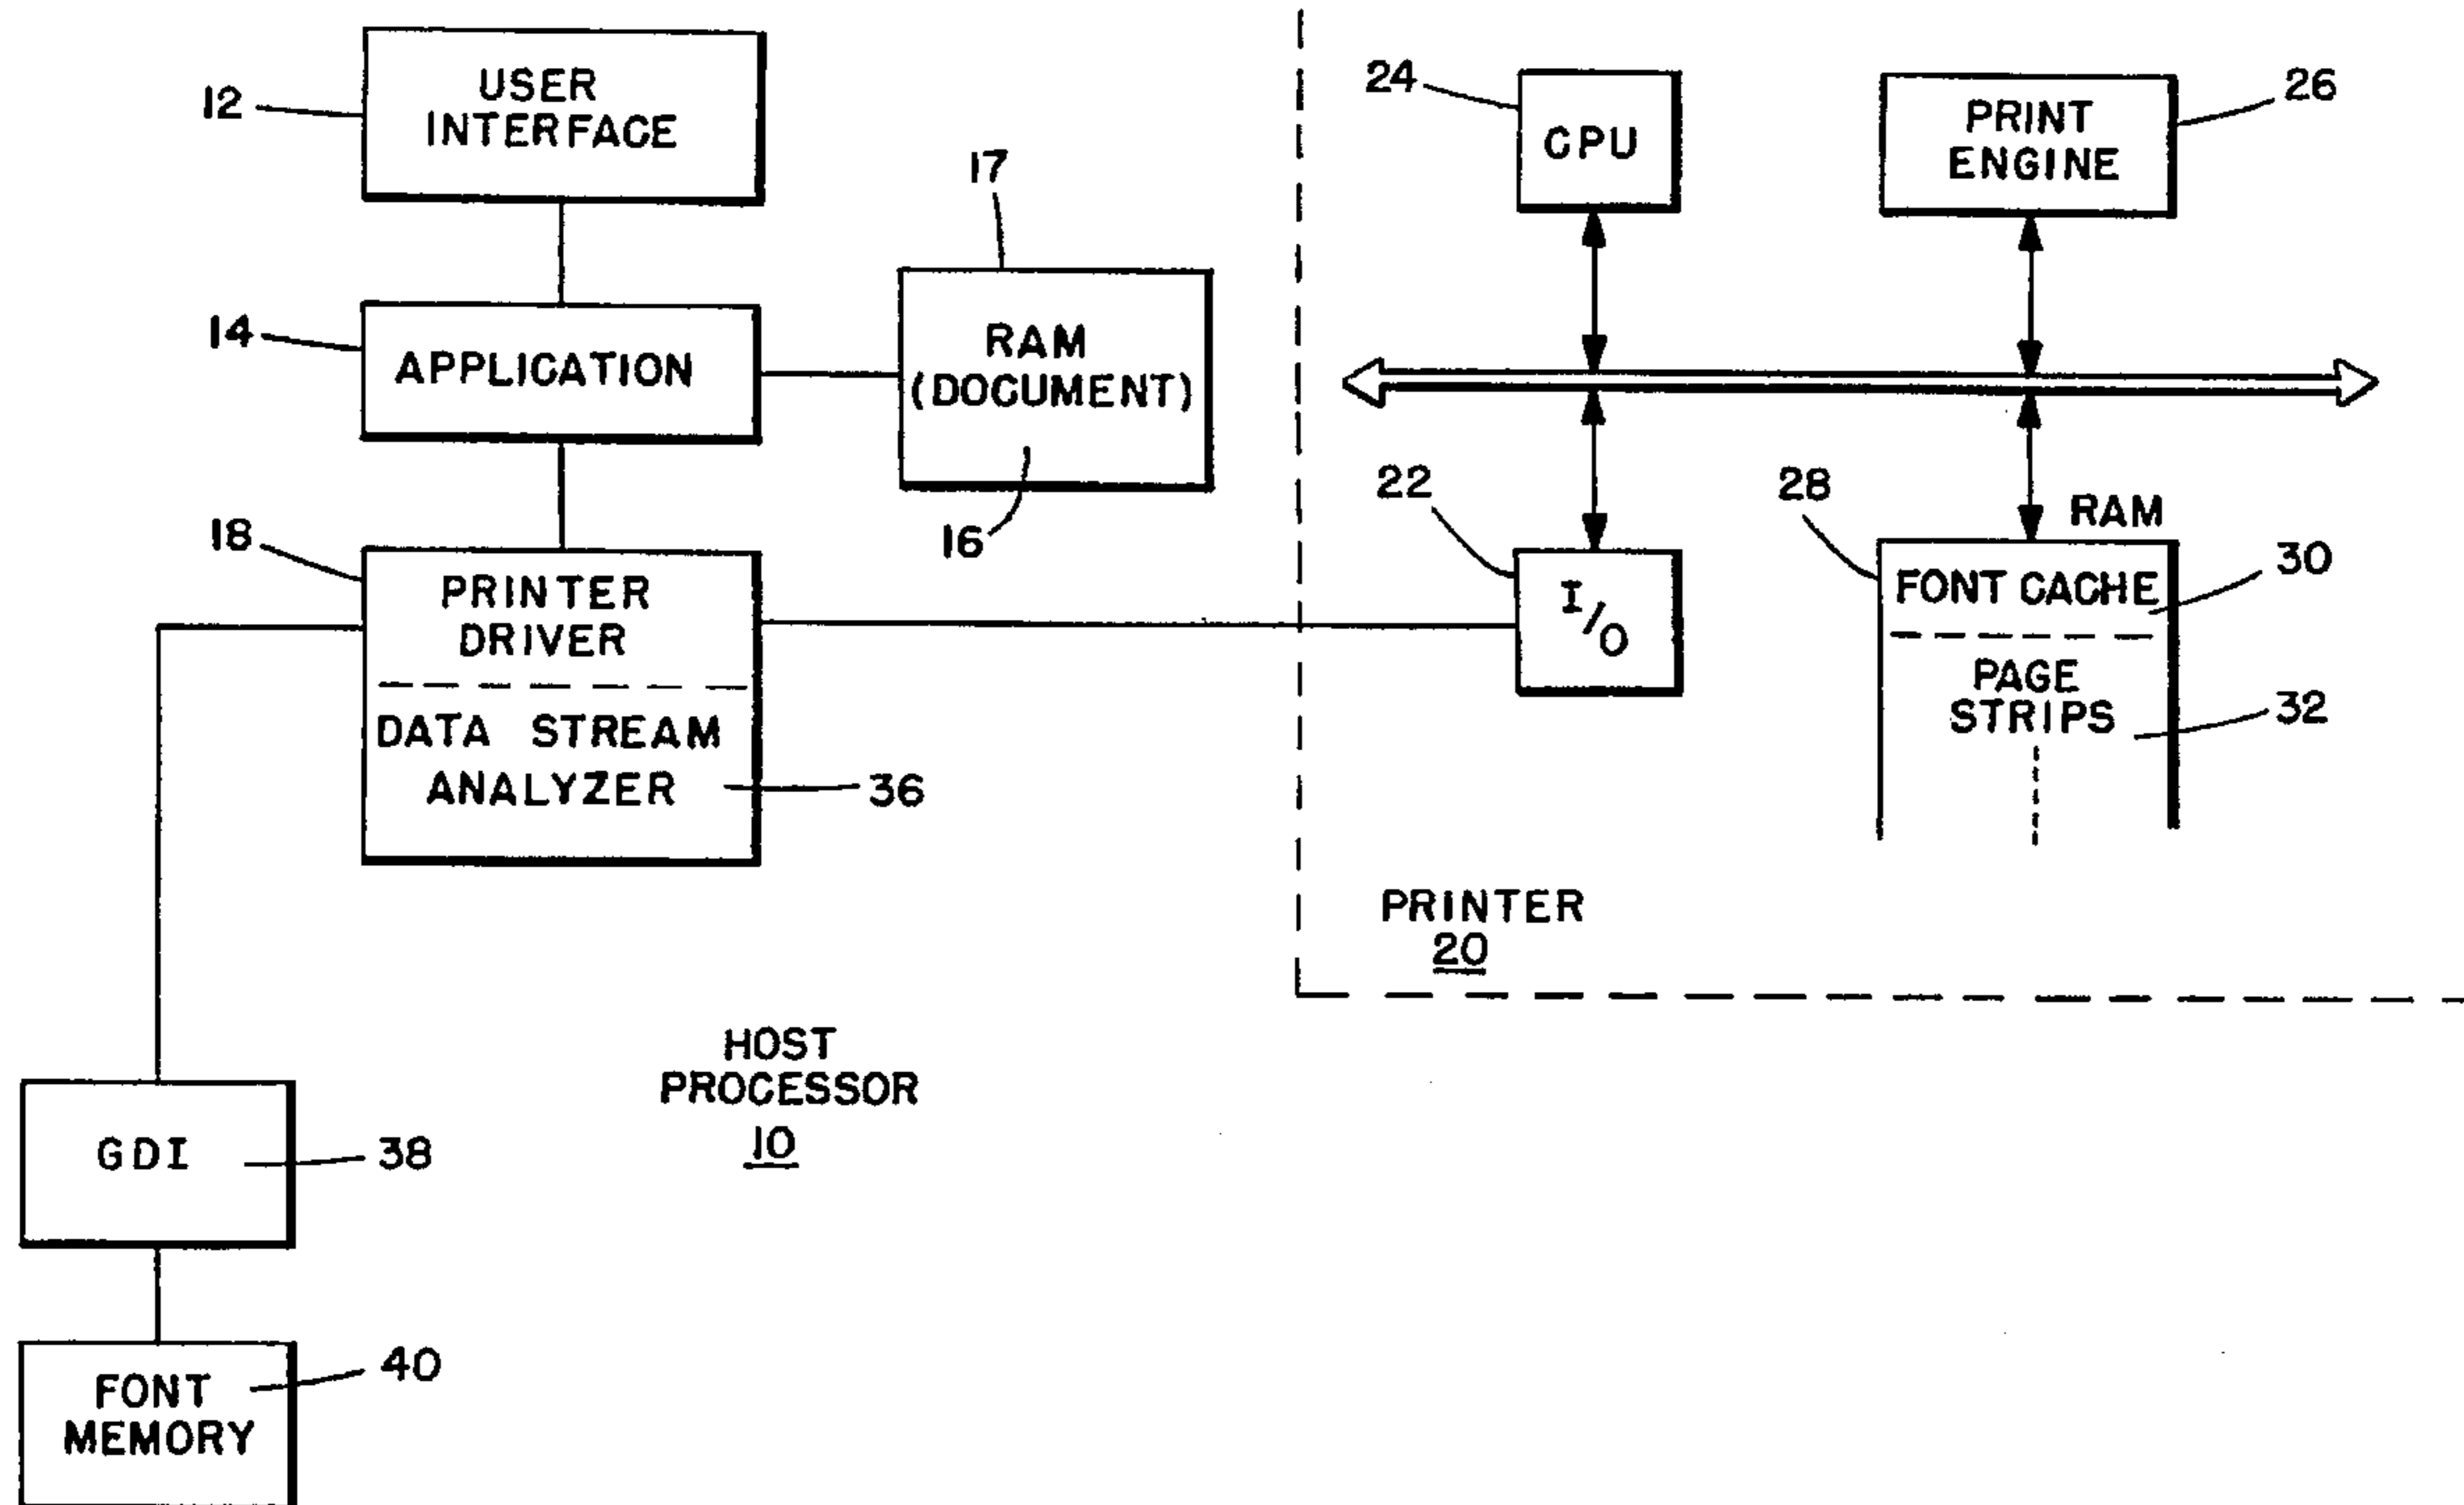 12
USER
INTERFACE
14
APPLICATION
17
RAM
(DOCUMENT)
16
18
PRINTER
DRIVER
DATA STREAM
ANALYZER
36
GDI
38
FONT
MEMORY
40
HOST
PROCESSOR
10
24
CPU
PRINT
ENGINE
26
22
I/O
28
RAM
FONT CACHE
30
PAGE
STRIPS
32
PRINTER
20